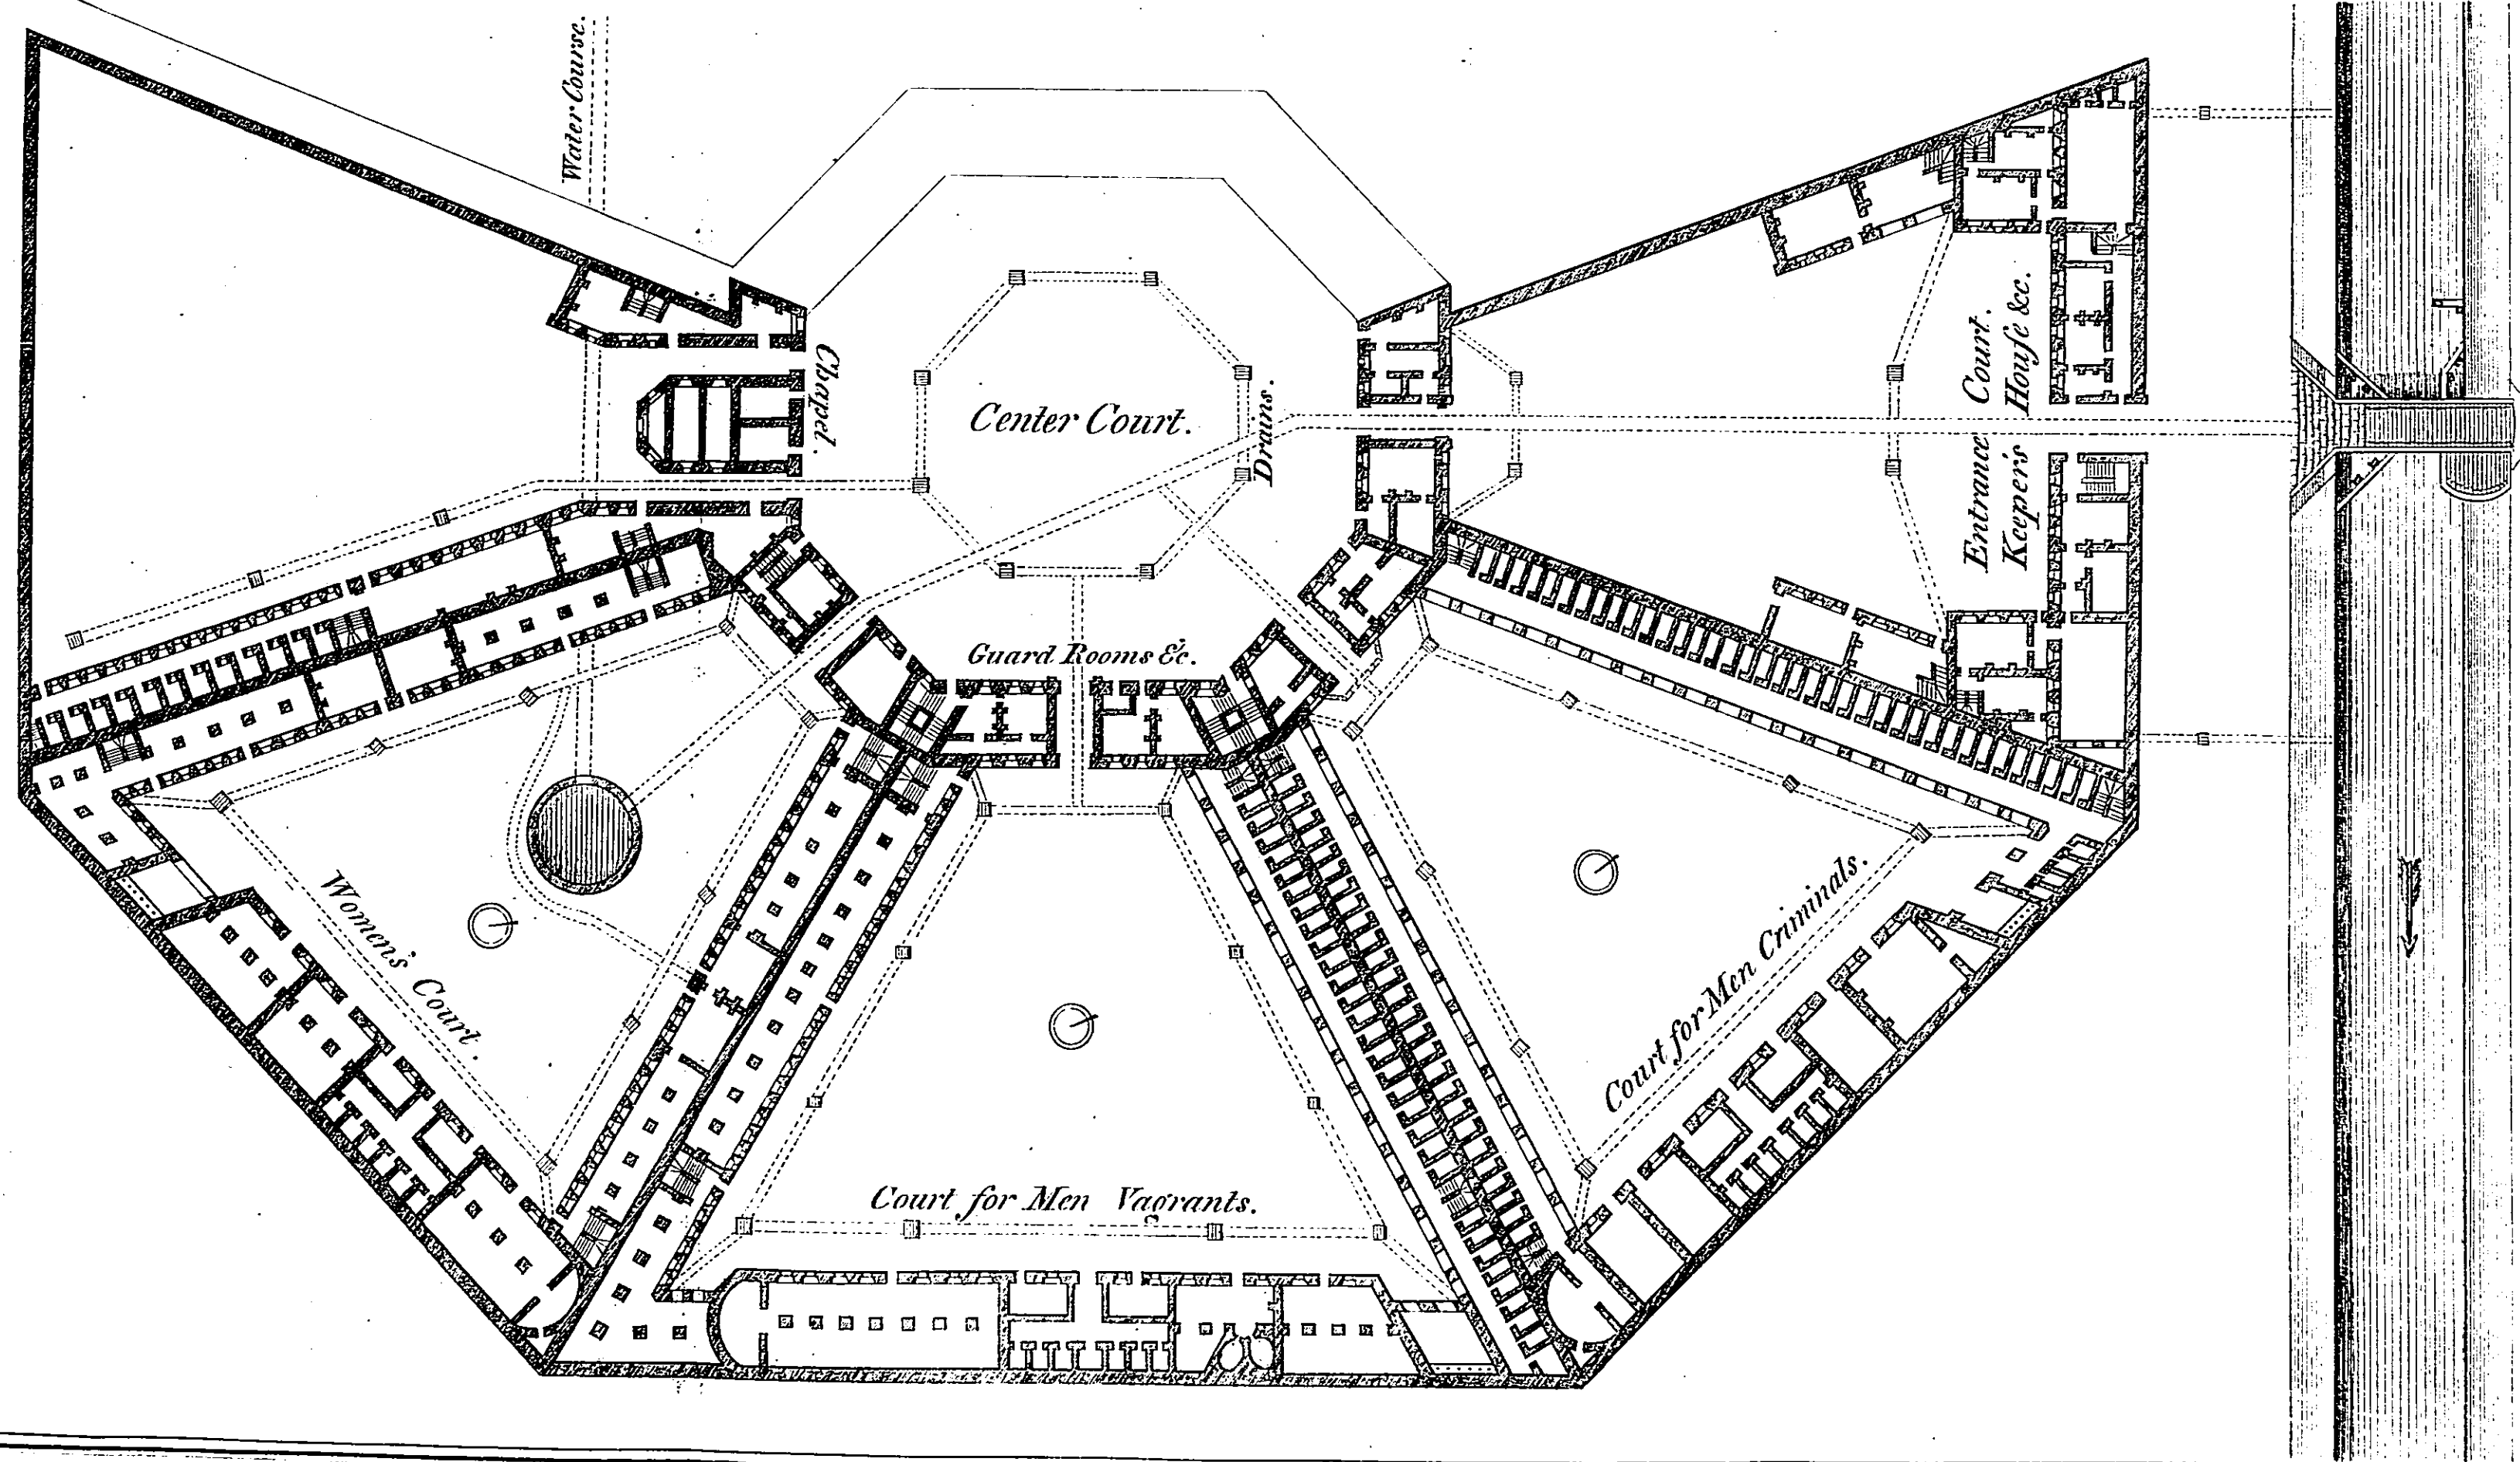 Water Course.
Chapel.
Center Court.
Drains.
Entrance Court.
Keeper's House &c.
Guard Rooms &c.
Women's Court.
Court for Men Criminals.
Court for Men Vagrants.